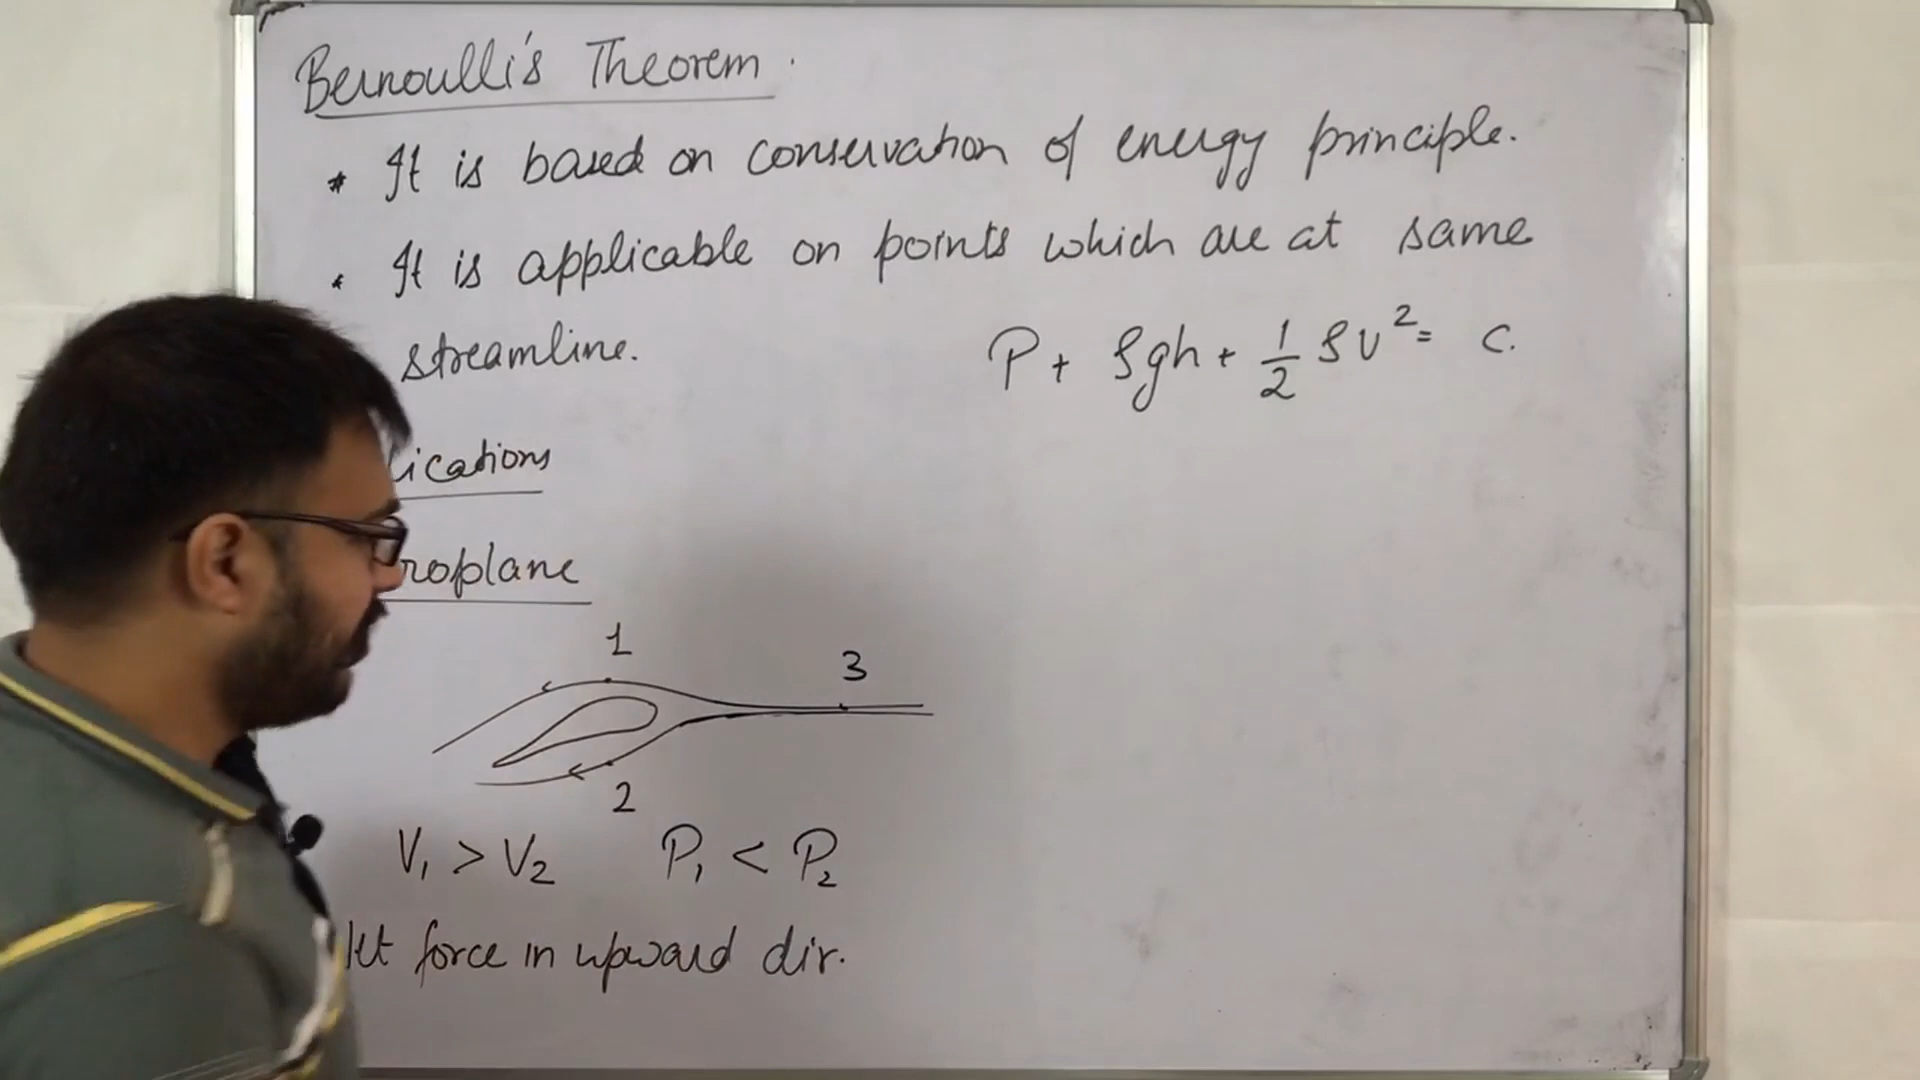 Bernoulli's Theorem.
* It is based on conservation of energy principle.
* It is applicable on points which are at same
streamline.
P + ρgh + 1/2 ρv² = c.
lications
roplane
1
3
2
V₁ > V₂ P₁ < P₂
force in upward dir.